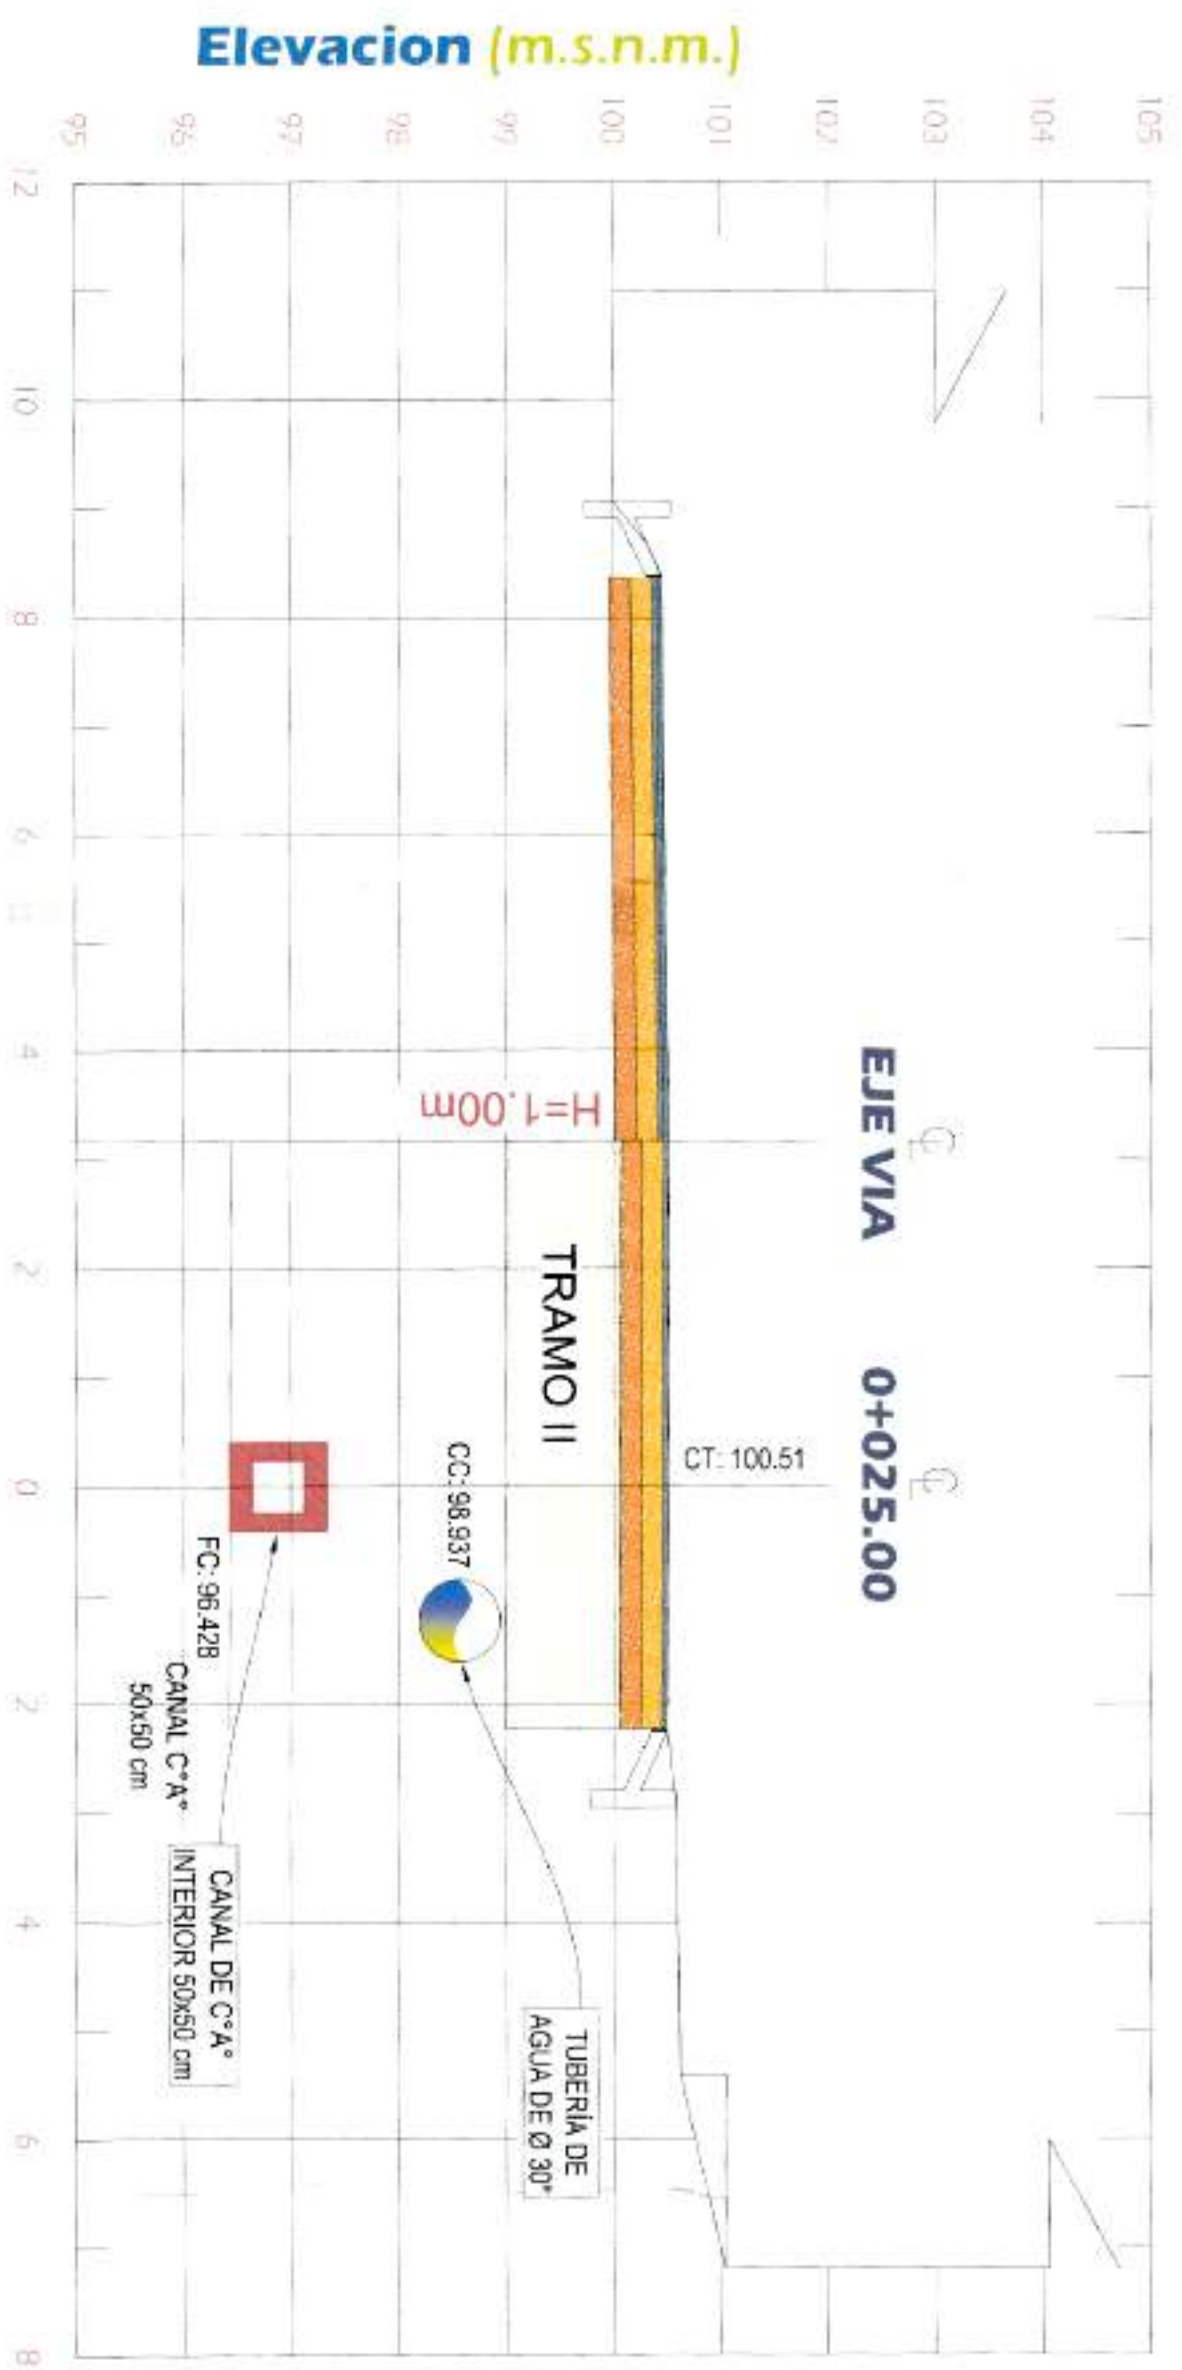 Elevacion (m.s.n.m.)
105
104
103
102
101
100
99
98
97
96
95
12
10
8
6
4
2
0
2
4
6
8
EJE VIA 0+025.00
CT: 100.51
H=1.00m
TRAMO II
CC: 98.937
FC: 96.428
CANAL C°A°
50x50 cm
CANAL DE C°A°
INTERIOR 50x50 cm
TUBERÍA DE
AGUA DE Ø 30"